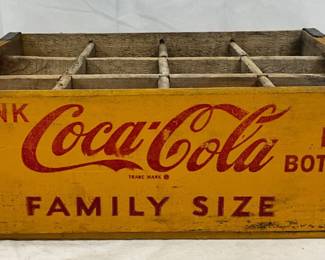 NK
Coca-Cola
BOT
TRADE MARK ®
FAMILY SIZE